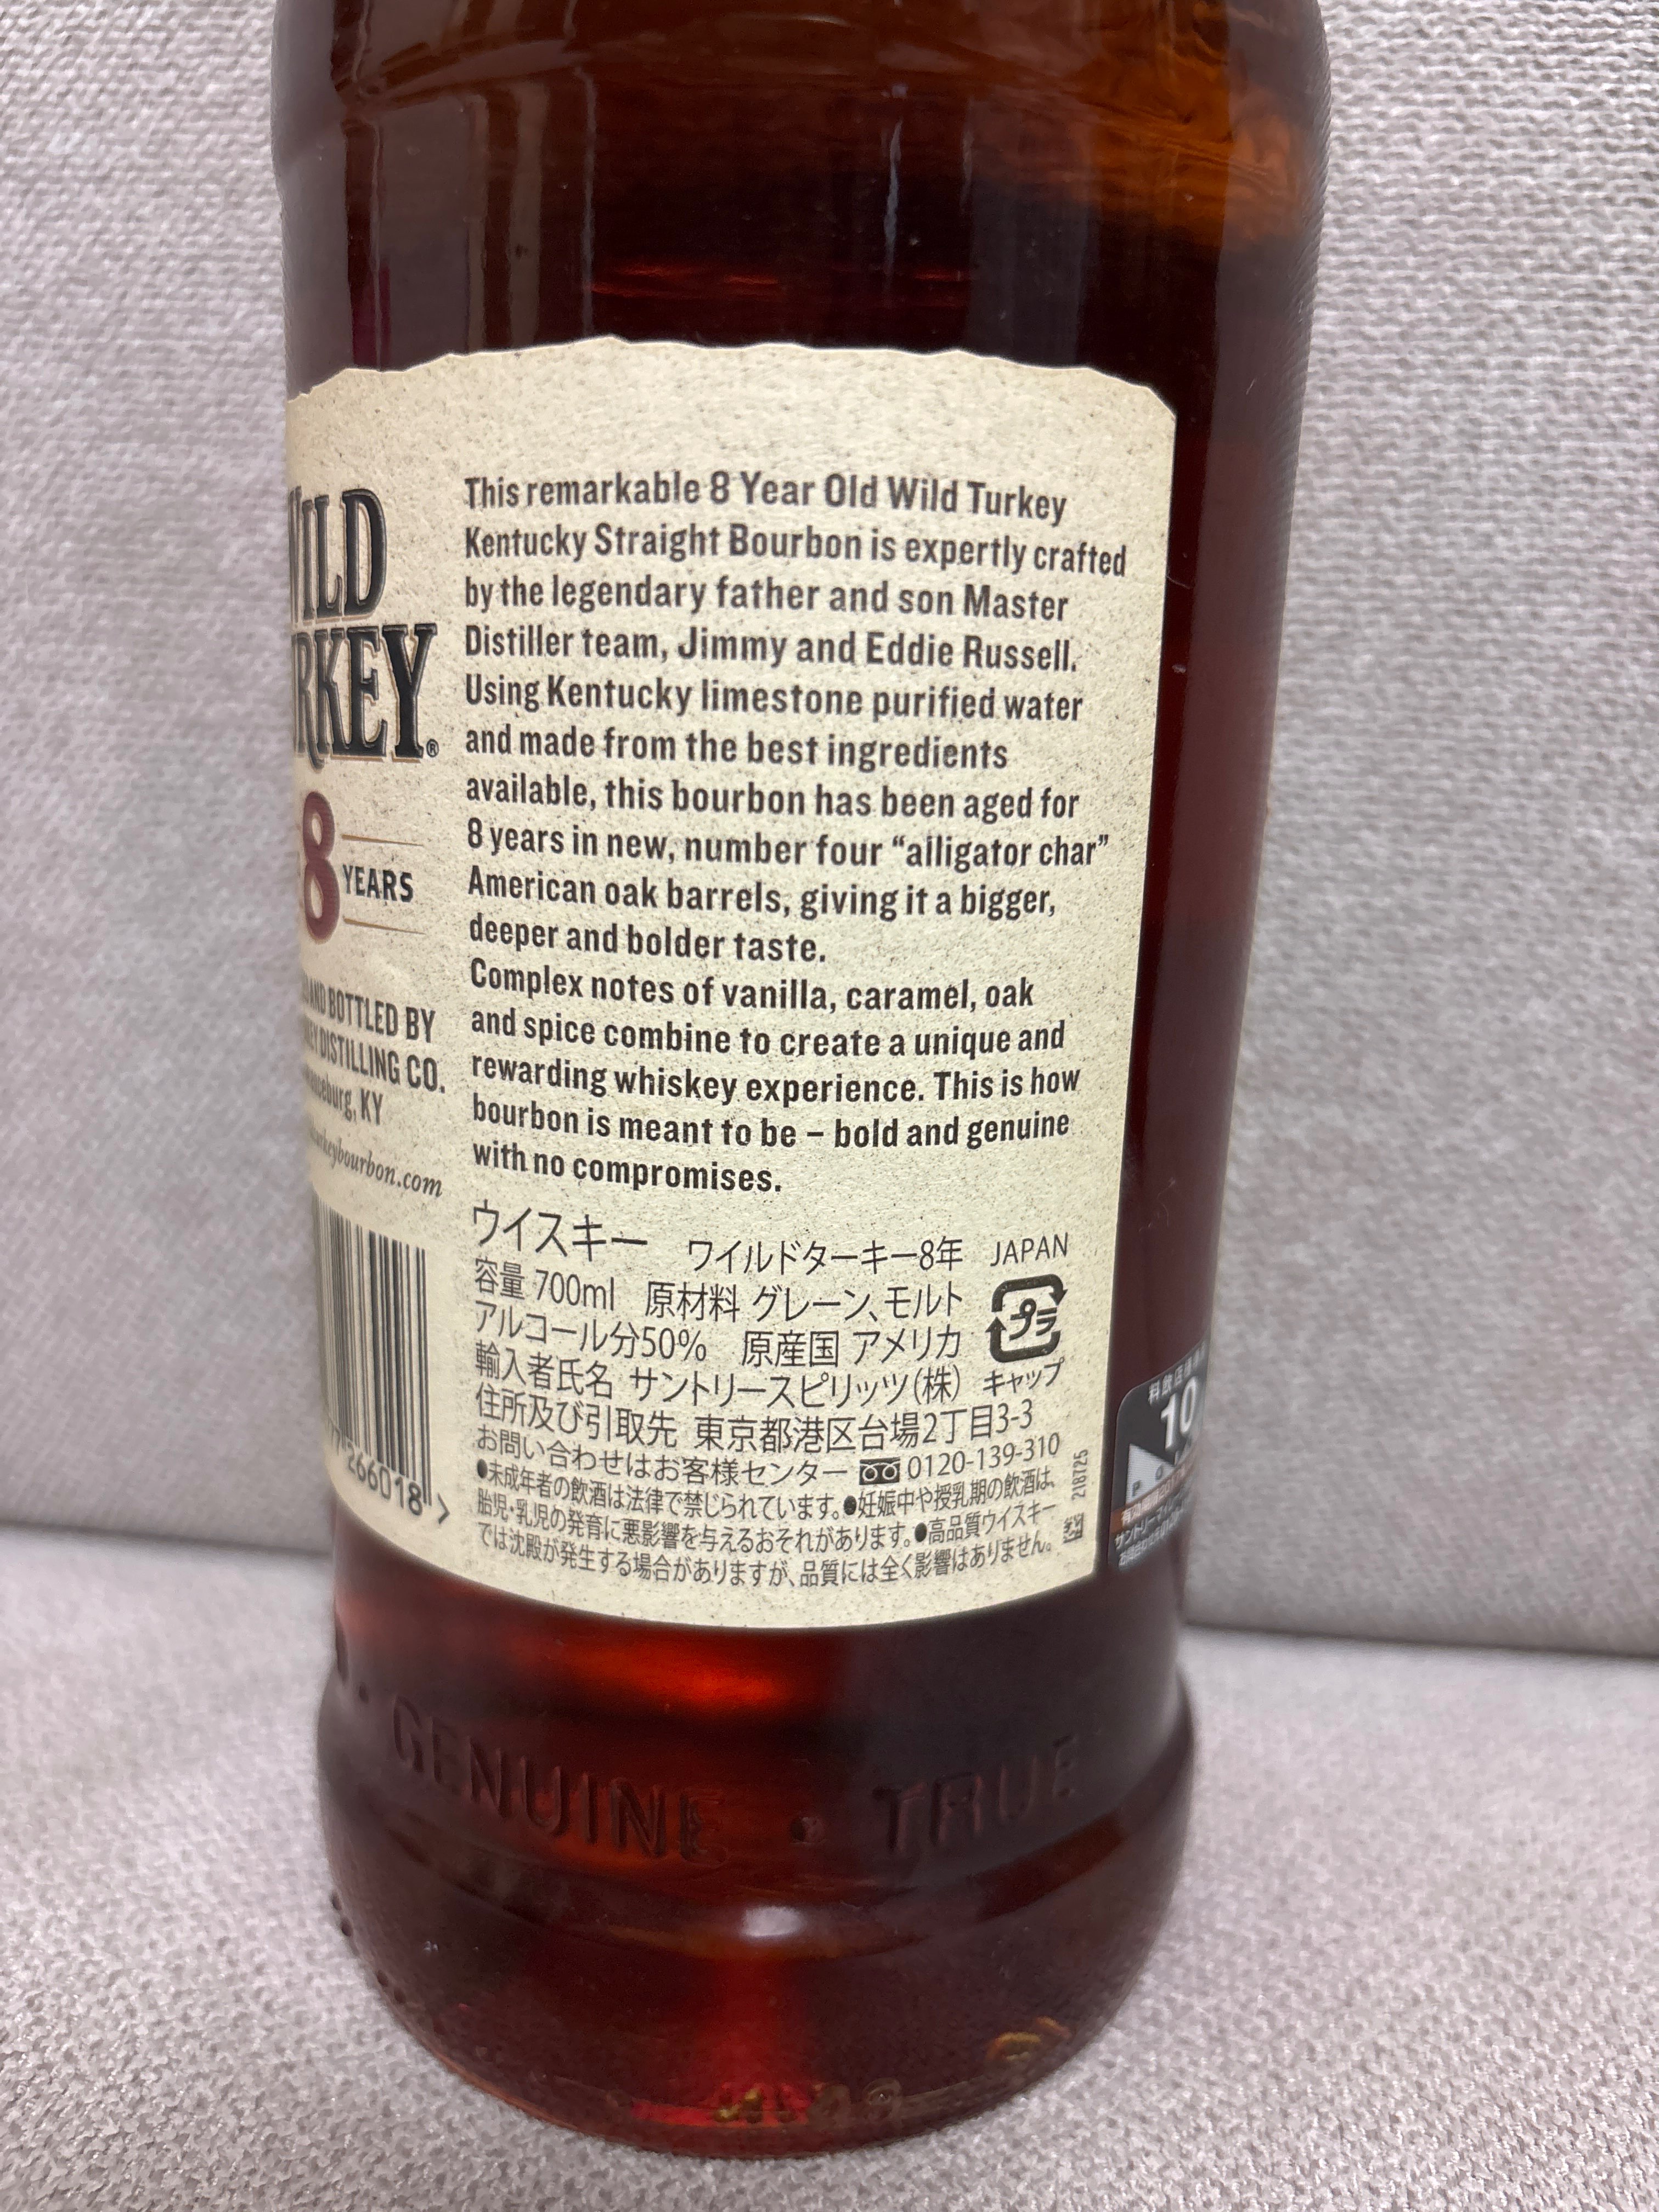 WILD
TURKEY®
8 YEARS
AND BOTTLED BY
DISTILLING CO.
KY
This remarkable 8 Year Old Wild Turkey
Kentucky Straight Bourbon is expertly crafted
by the legendary father and son Master
Distiller team, Jimmy and Eddie Russell.
Using Kentucky limestone purified water
and made from the best ingredients
available, this bourbon has been aged for
8 years in new, number four “alligator char”
American oak barrels, giving it a bigger,
deeper and bolder taste.
Complex notes of vanilla, caramel, oak
and spice combine to create a unique and
rewarding whiskey experience. This is how
bourbon is meant to be – bold and genuine
with no compromises.
ウイスキー ワイルドターキー8年 JAPAN
容量 700ml 原材料 グレーン、モルト
プラ
アルコール分50% 原産国 アメリカ
輸入者氏名 サントリースピリッツ(株) キャップ
住所及び引取先 東京都港区台場2丁目3-3
お問い合わせはお客様センター 0120-139-310
●未成年者の飲酒は法律で禁じられています。●妊娠中や授乳期の飲酒は、
胎児・乳児の発育に悪影響を与えるおそれがあります。●高品質ウイスキー
では沈殿が発生する場合がありますが、品質には全く影響はありません。
218725
266018 >
10
GENUINE • TRUE